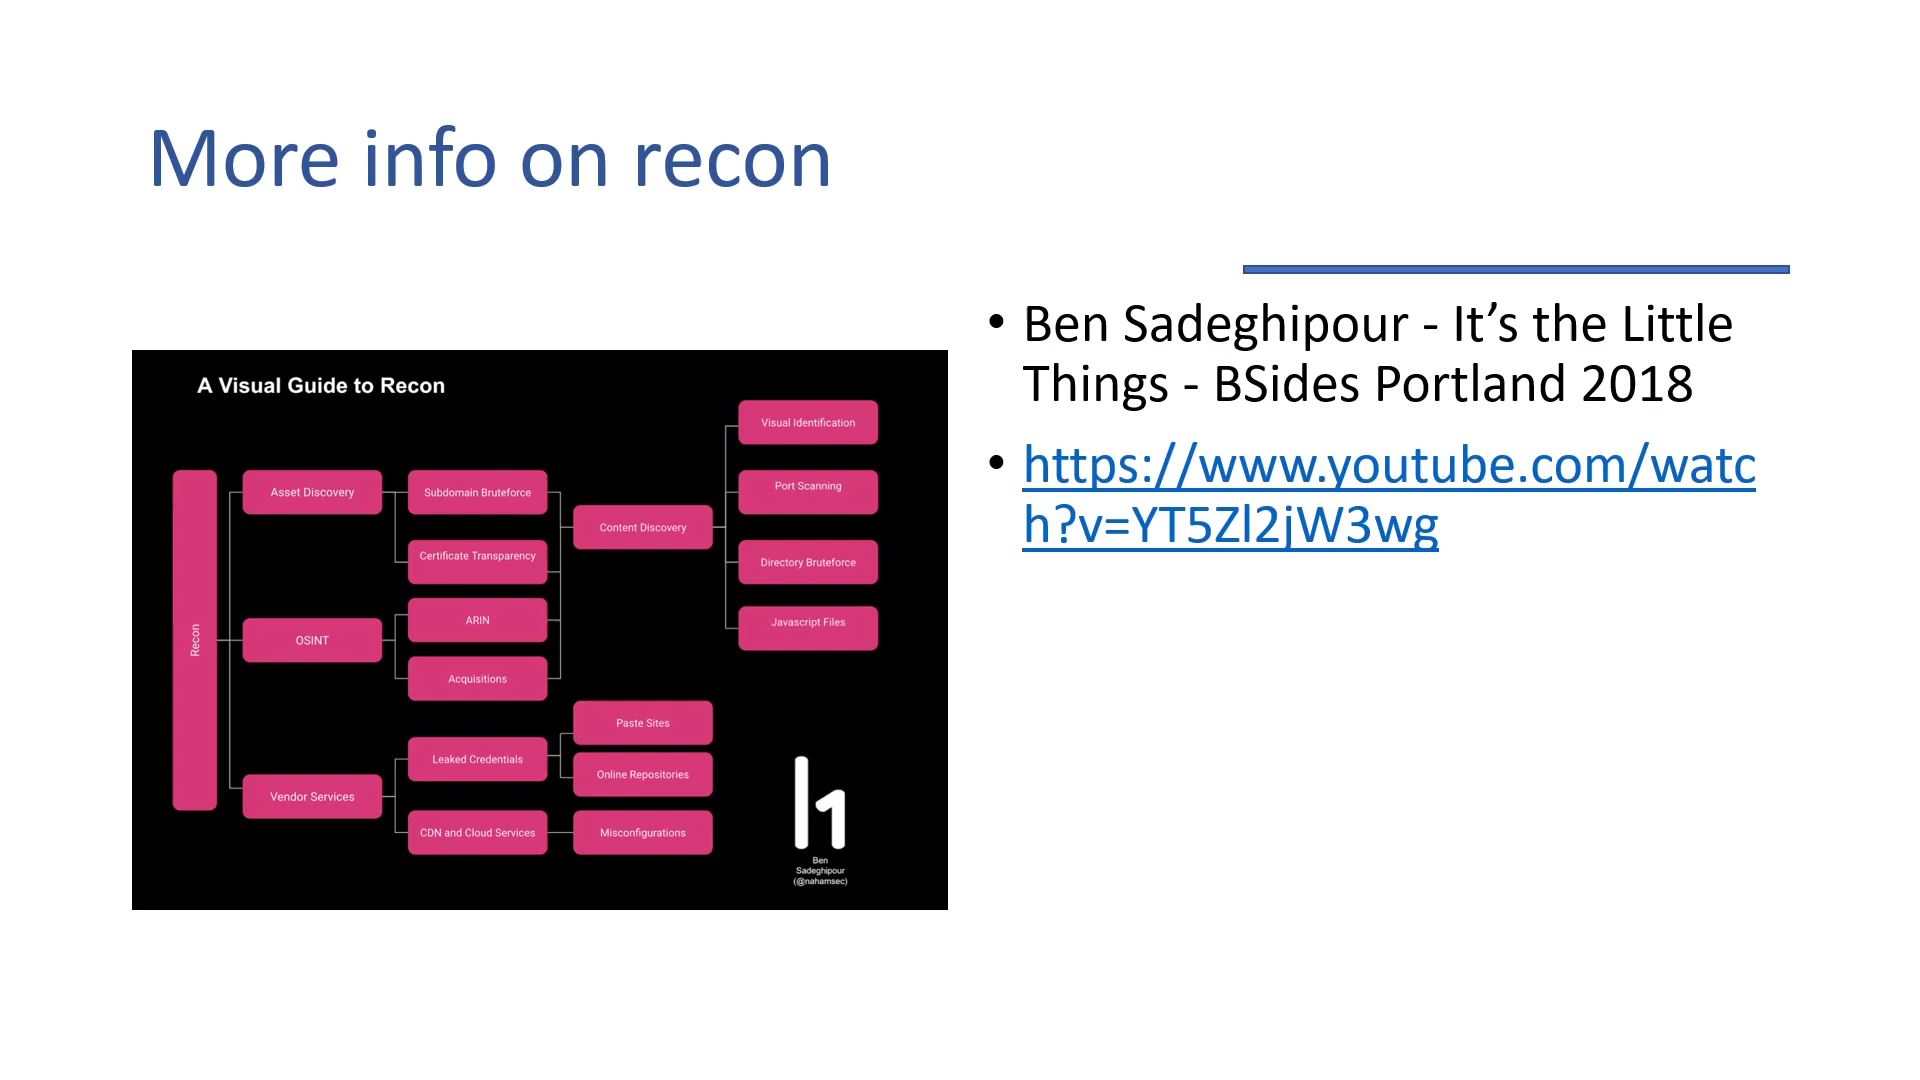 More info on recon
A Visual Guide to Recon
Recon
Asset Discovery
OSINT
Vendor Services
Subdomain Bruteforce
Certificate Transparency
ARIN
Acquisitions
Leaked Credentials
CDN and Cloud Services
Content Discovery
Paste Sites
Online Repositories
Misconfigurations
Visual Identification
Port Scanning
Directory Bruteforce
Javascript Files
h1
Ben
Sadeghipour
(@nahamsec)
• Ben Sadeghipour - It’s the Little
Things - BSides Portland 2018
• https://www.youtube.com/watc
h?v=YT5Zl2jW3wg